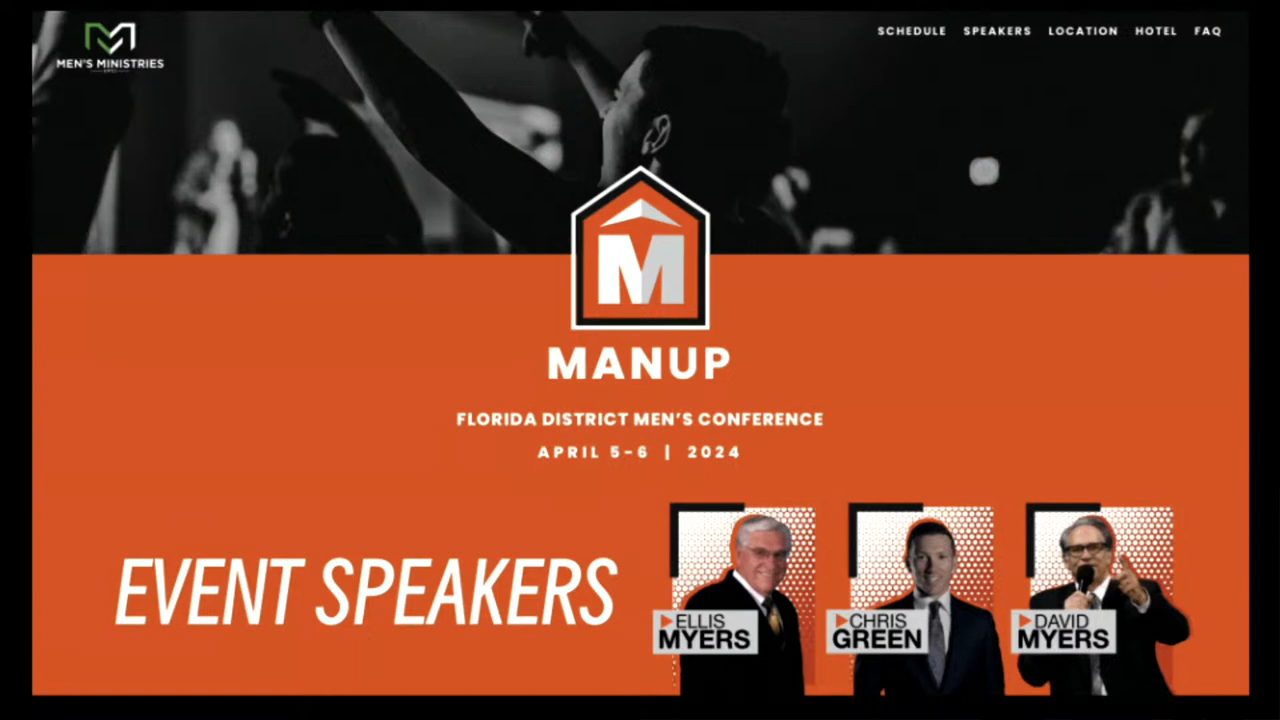 MEN'S MINISTRIES
SCHEDULE SPEAKERS LOCATION HOTEL FAQ
M
MANUP
FLORIDA DISTRICT MEN'S CONFERENCE
APRIL 5-6 | 2024
EVENT SPEAKERS
ELLIS
MYERS
CHRIS
GREEN
DAVID
MYERS